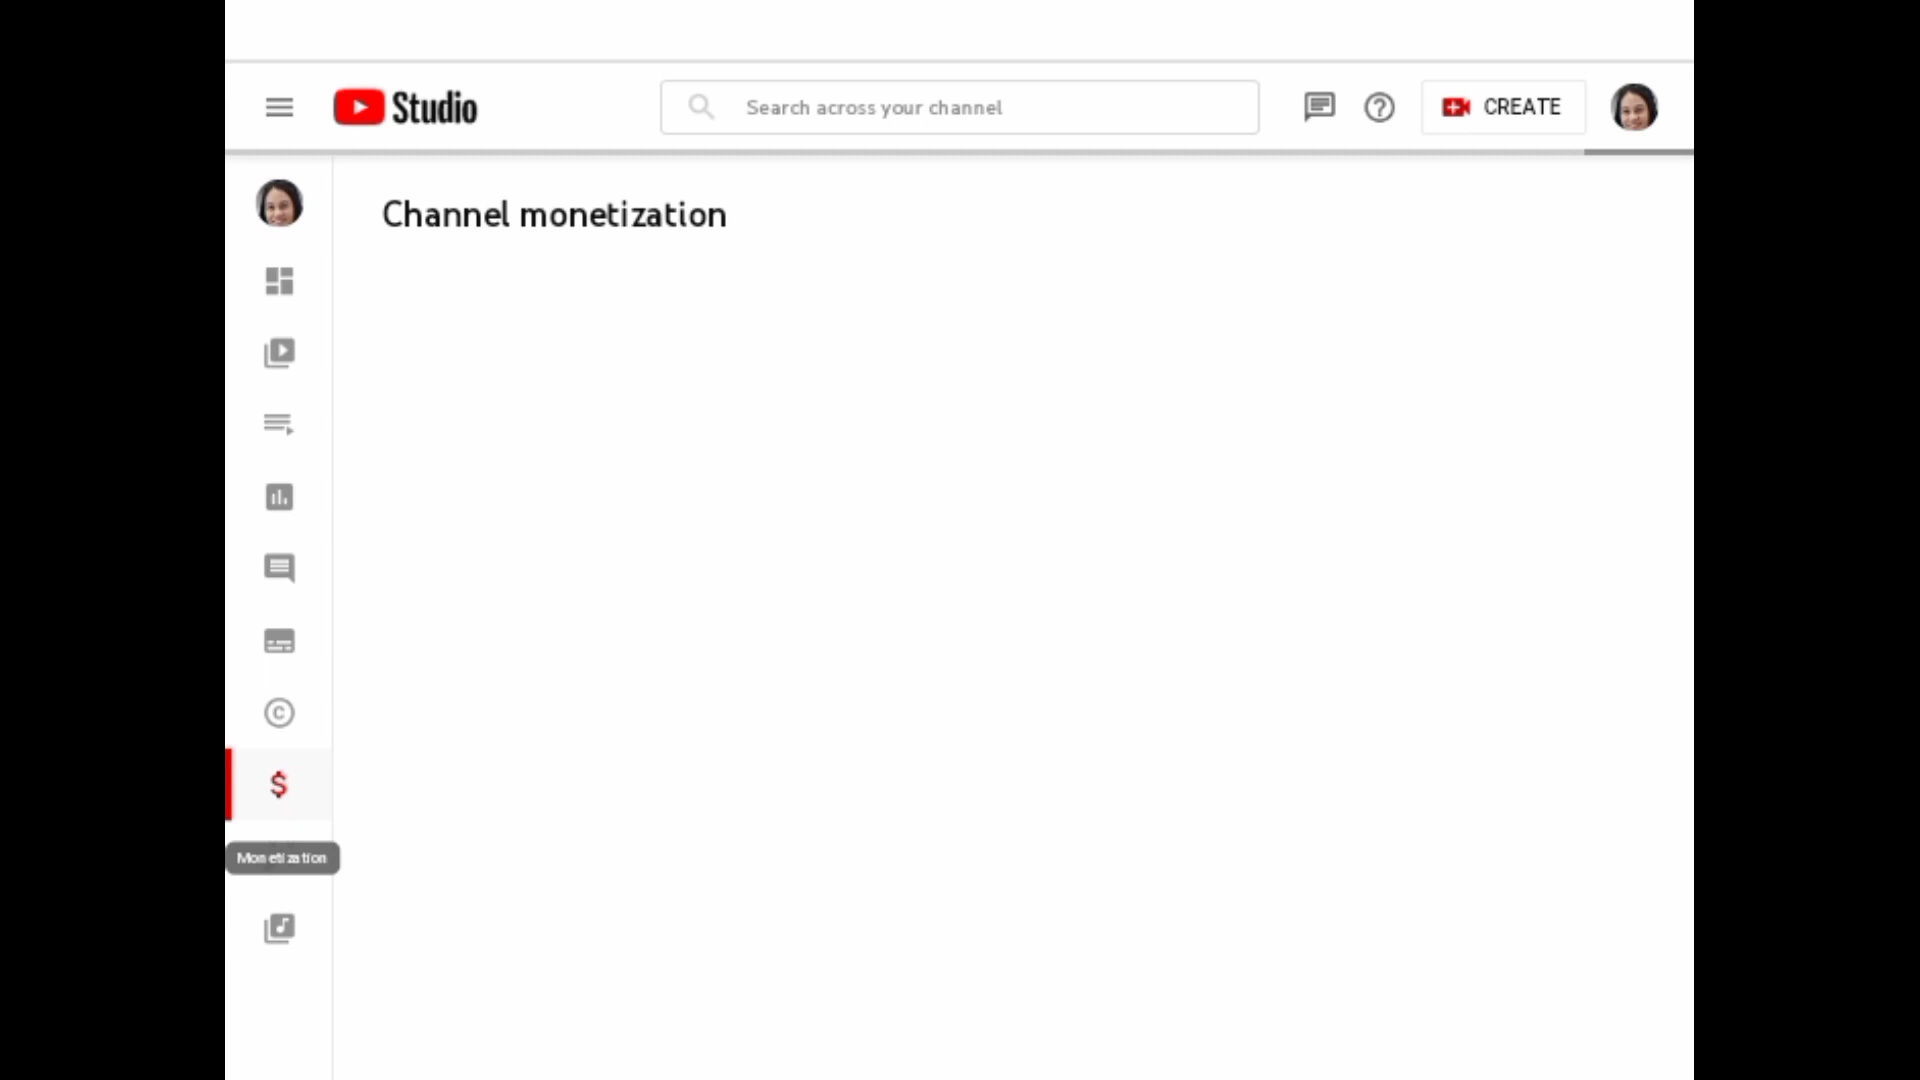 Studio
Search across your channel
CREATE
Channel monetization
©
$
Monetization